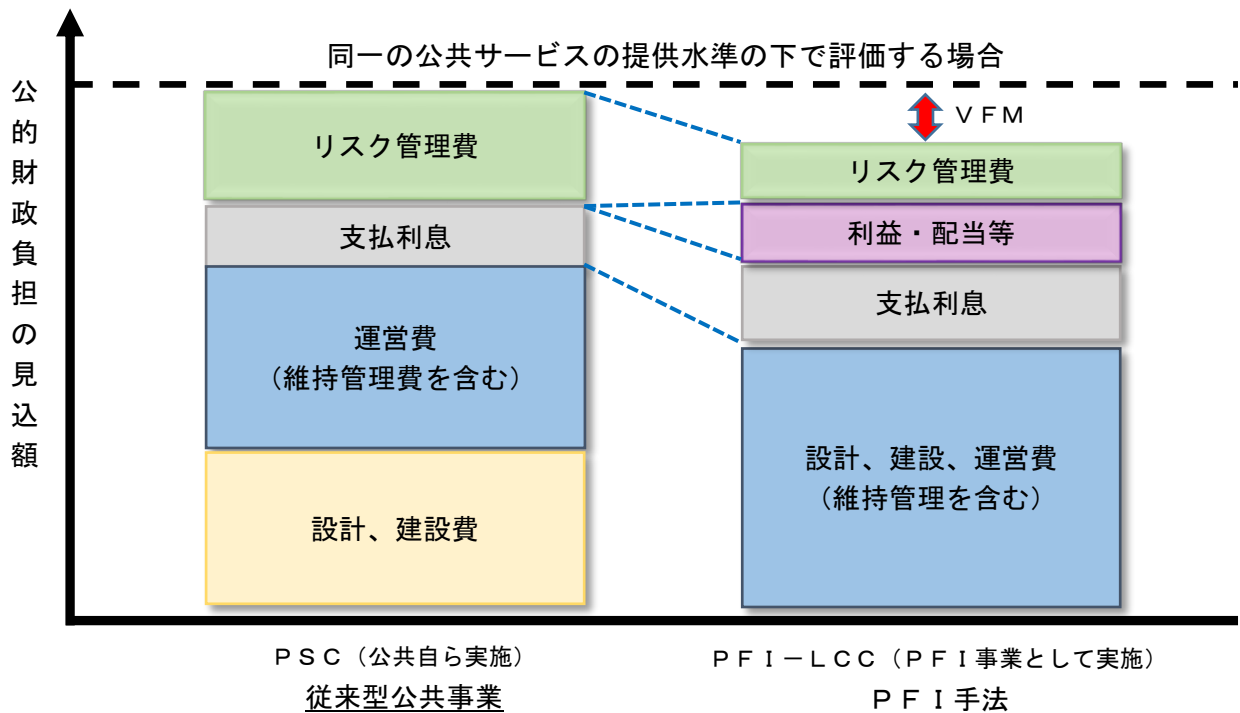 同一の公共サービスの提供水準の下で評価する場合
公的財政負担の見込額
リスク管理費
支払利息
運営費
（維持管理費を含む）
設計、建設費
ＶＦＭ
リスク管理費
利益・配当等
支払利息
設計、建設、運営費
（維持管理を含む）
ＰＳＣ（公共自ら実施）
従来型公共事業
ＰＦＩ－ＬＣＣ（ＰＦＩ事業として実施）
ＰＦＩ手法